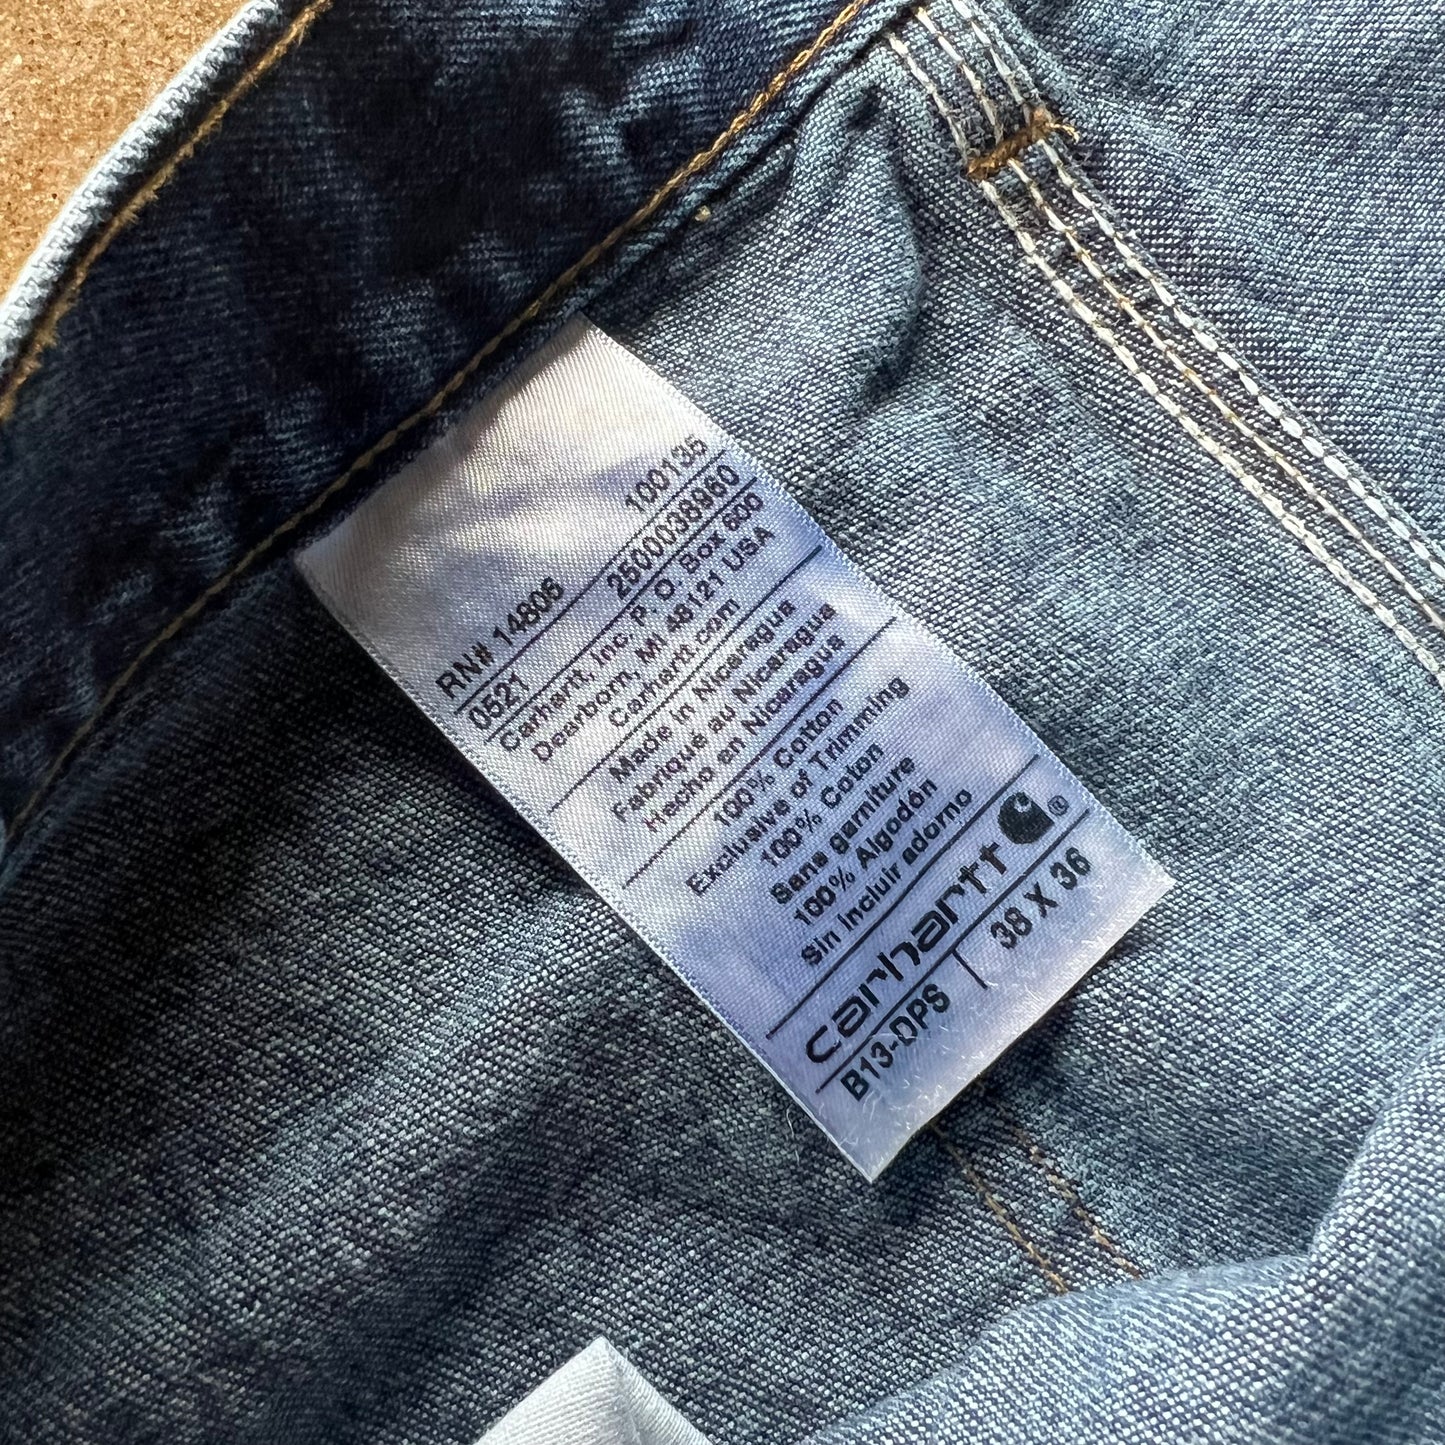 RN# 14806 100135
0521 2500038960
Carhartt, Inc. P. O. Box 600
Dearborn, MI 48121 USA
Carhartt.com
Made in Nicaragua
Fabriqué au Nicaragua
Hecho en Nicaragua
100% Cotton
Exclusive of Trimming
100% Coton
Sans garniture
100% Algodón
Sin incluir adorno
carhartt ®
B13-DPS | 38 X 36